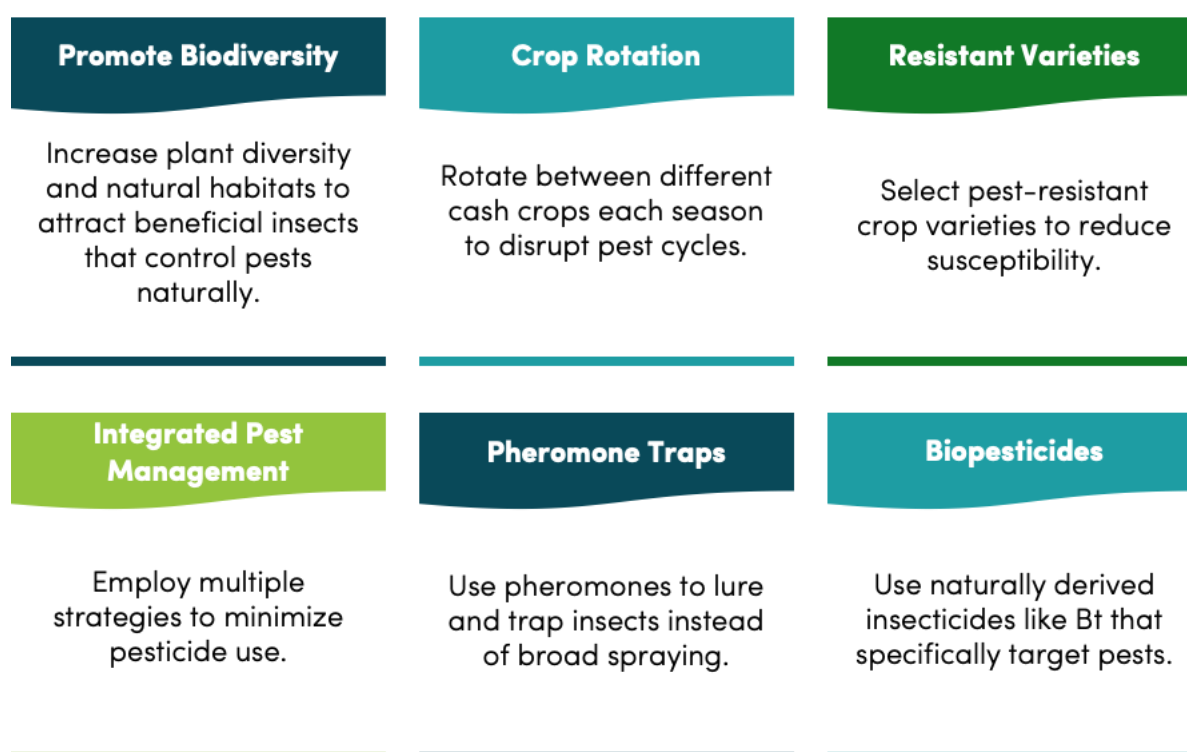 Promote Biodiversity
Increase plant diversity
and natural habitats to
attract beneficial insects
that control pests
naturally.
Crop Rotation
Rotate between different
cash crops each season
to disrupt pest cycles.
Resistant Varieties
Select pest-resistant
crop varieties to reduce
susceptibility.
Integrated Pest
Management
Employ multiple
strategies to minimize
pesticide use.
Pheromone Traps
Use pheromones to lure
and trap insects instead
of broad spraying.
Biopesticides
Use naturally derived
insecticides like Bt that
specifically target pests.